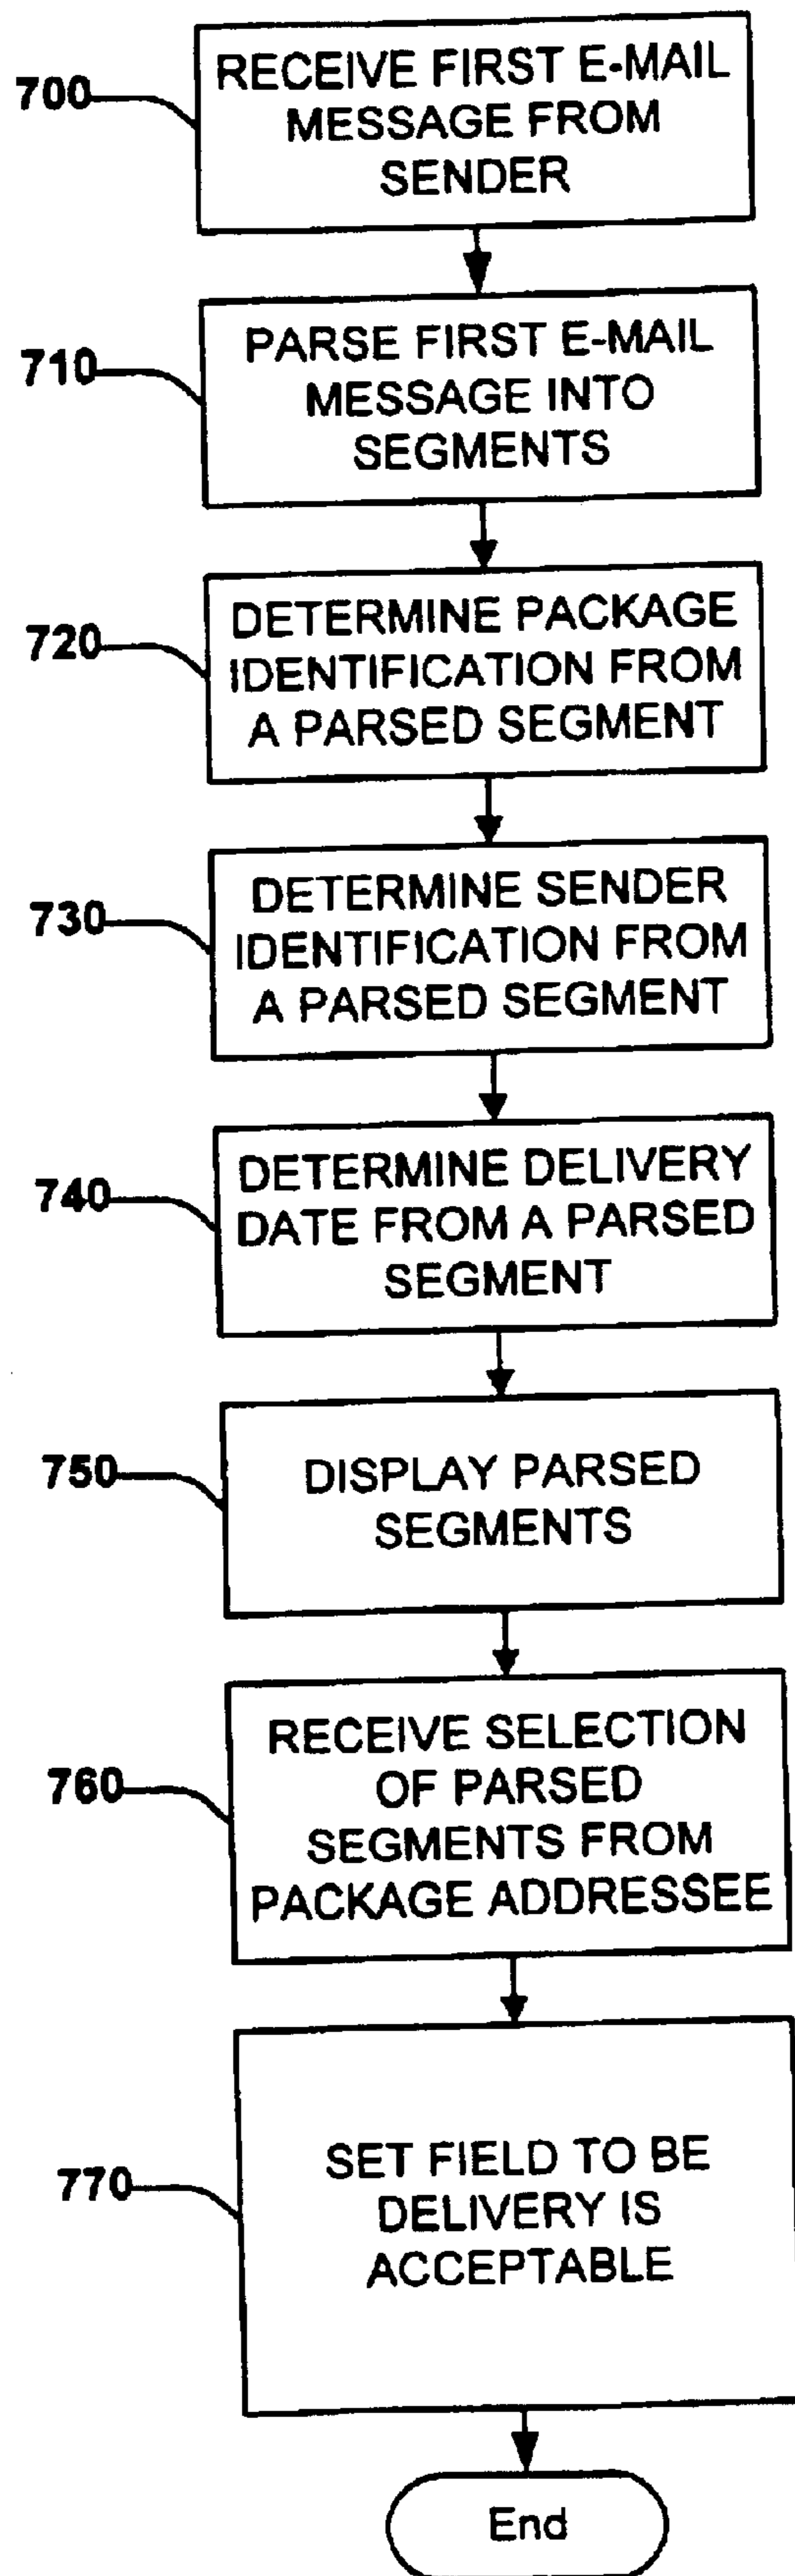 700
RECEIVE FIRST E-MAIL
MESSAGE FROM
SENDER
710
PARSE FIRST E-MAIL
MESSAGE INTO
SEGMENTS
720
DETERMINE PACKAGE
IDENTIFICATION FROM
A PARSED SEGMENT
730
DETERMINE SENDER
IDENTIFICATION FROM
A PARSED SEGMENT
740
DETERMINE DELIVERY
DATE FROM A PARSED
SEGMENT
750
DISPLAY PARSED
SEGMENTS
760
RECEIVE SELECTION
OF PARSED
SEGMENTS FROM
PACKAGE ADDRESSEE
770
SET FIELD TO BE
DELIVERY IS
ACCEPTABLE
End